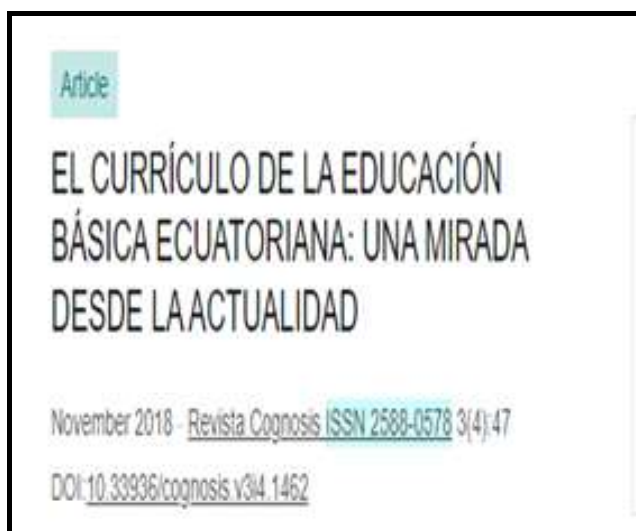 Article
EL CURRÍCULO DE LA EDUCACIÓN
BÁSICA ECUATORIANA: UNA MIRADA
DESDE LA ACTUALIDAD
November 2018 · Revista Cognosis ISSN 2588-0578 3(4):47
DOI:10.33936/cognosis.v3i4.1462